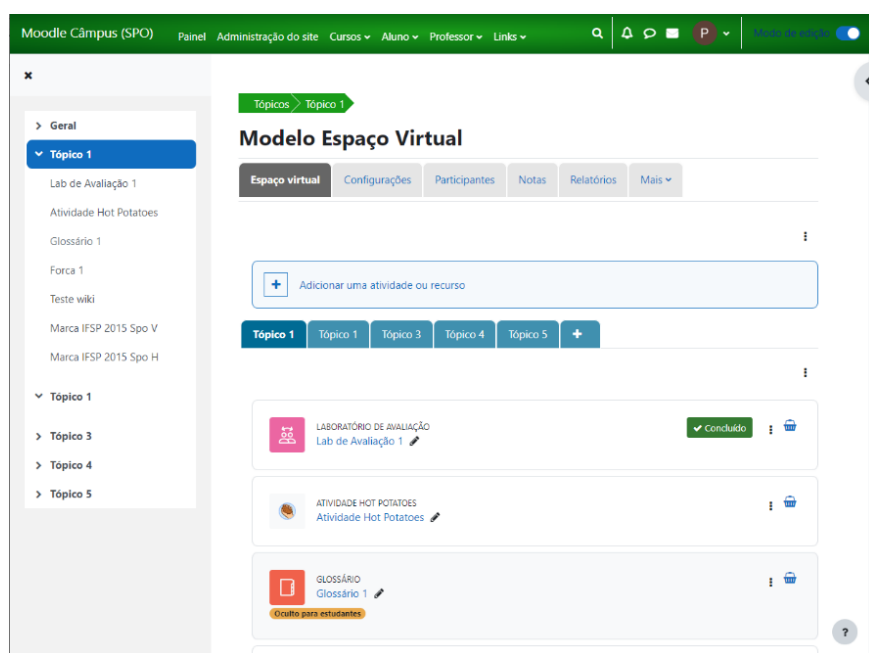 Moodle Câmpus (SPO) Painel Administração do site Cursos Aluno Professor Links P Modo de edição
Tópicos Tópico 1
Modelo Espaço Virtual
Espaço virtual Configurações Participantes Notas Relatórios Mais
Geral
Tópico 1
Lab de Avaliação 1
Atividade Hot Potatoes
Glossário 1
Forca 1
Teste wiki
Marca IFSP 2015 Spo V
Marca IFSP 2015 Spo H
Tópico 1
Tópico 3
Tópico 4
Tópico 5
+ Adicionar uma atividade ou recurso
Tópico 1 Tópico 1 Tópico 3 Tópico 4 Tópico 5 +
LABORATÓRIO DE AVALIAÇÃO
Lab de Avaliação 1
Concluído
ATIVIDADE HOT POTATOES
Atividade Hot Potatoes
GLOSSÁRIO
Glossário 1
Oculto para estudantes
?